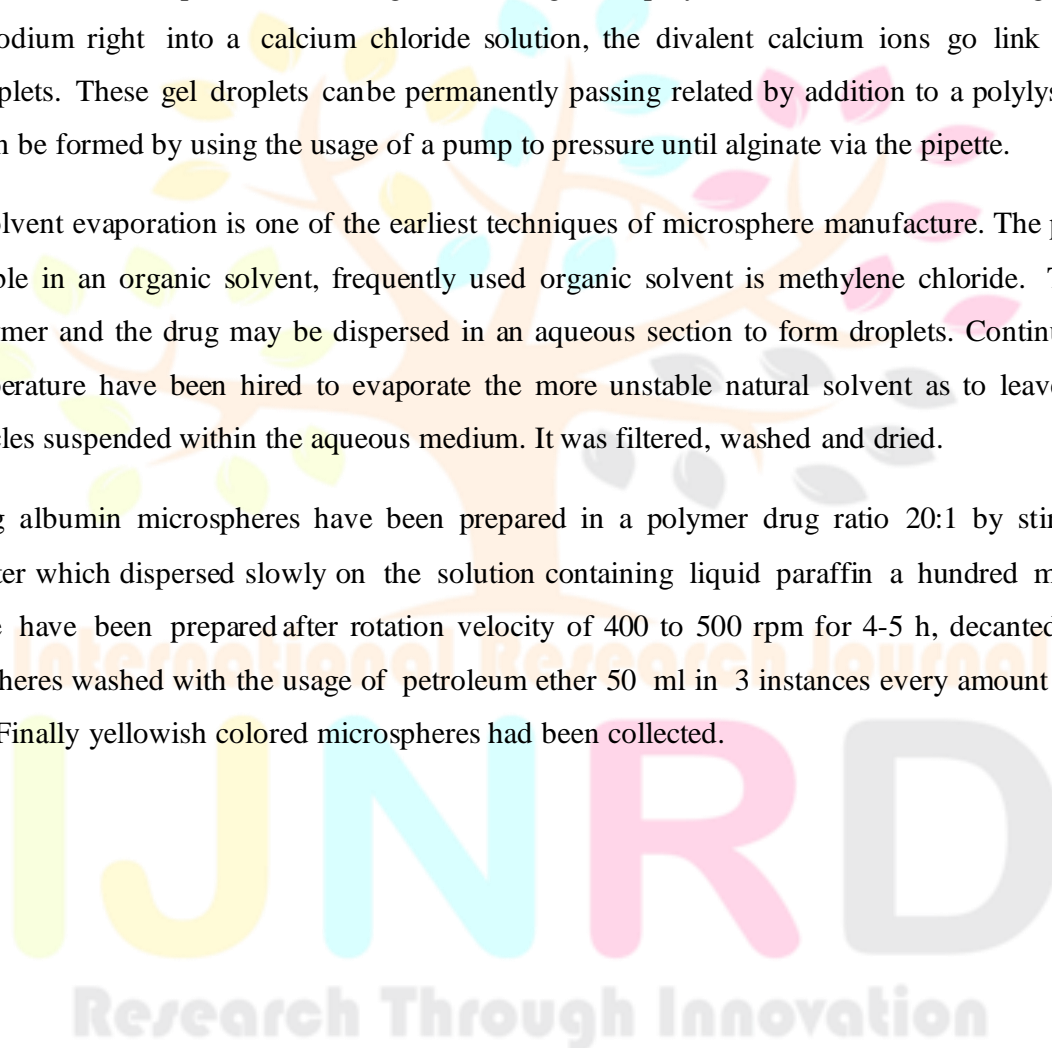 odium right into a calcium chloride solution, the divalent calcium ions go link
plets. These gel droplets canbe permanently passing related by addition to a polylys
n be formed by using the usage of a pump to pressure until alginate via the pipette.
olvent evaporation is one of the earliest techniques of microsphere manufacture. The p
ble in an organic solvent, frequently used organic solvent is methylene chloride. T
mer and the drug may be dispersed in an aqueous section to form droplets. Continu
perature have been hired to evaporate the more unstable natural solvent as to leave
cles suspended within the aqueous medium. It was filtered, washed and dried.
g albumin microspheres have been prepared in a polymer drug ratio 20:1 by stir
ter which dispersed slowly on the solution containing liquid paraffin a hundred m
e have been prepared after rotation velocity of 400 to 500 rpm for 4-5 h, decanted
International Research Journal
heres washed with the usage of petroleum ether 50 ml in 3 instances every amount
Finally yellowish colored microspheres had been collected.
IJNRD
Research Through Innovation